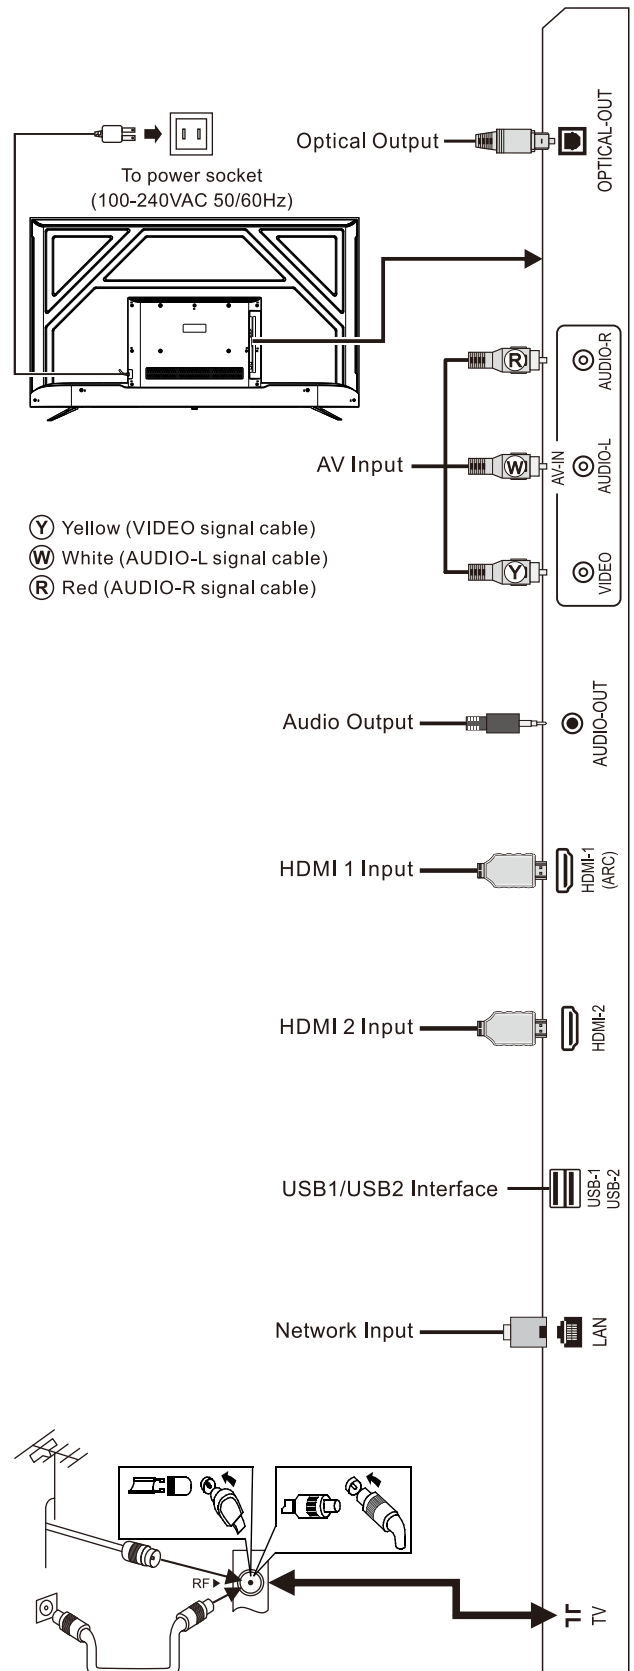 Optical Output
OPTICAL-OUT
To power socket
(100-240VAC 50/60Hz)
R
AUDIO-R
AV Input
W
AV-IN
AUDIO-L
Y
VIDEO
Y Yellow (VIDEO signal cable)
W White (AUDIO-L signal cable)
R Red (AUDIO-R signal cable)
Audio Output
AUDIO-OUT
HDMI 1 Input
HDMI-1
(ARC)
HDMI 2 Input
HDMI-2
USB1/USB2 Interface
USB-1
USB-2
Network Input
LAN
RF
TV